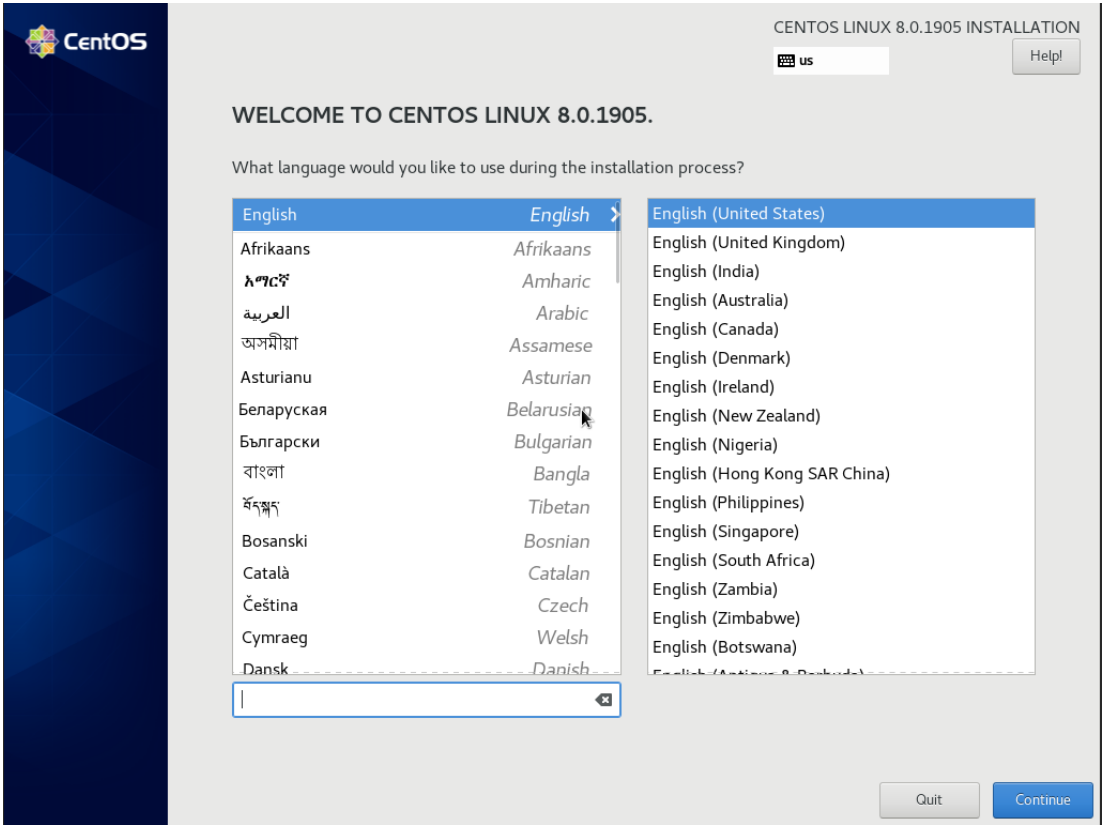 CentOS
CENTOS LINUX 8.0.1905 INSTALLATION
us
Help!
WELCOME TO CENTOS LINUX 8.0.1905.
What language would you like to use during the installation process?
English English
Afrikaans Afrikaans
አማርኛ Amharic
العربية Arabic
অসমীয়া Assamese
Asturianu Asturian
Беларуская Belarusian
Български Bulgarian
বাংলা Bangla
བོད་སྐད་ Tibetan
Bosanski Bosnian
Català Catalan
Čeština Czech
Cymraeg Welsh
Dansk Danish
English (United States)
English (United Kingdom)
English (India)
English (Australia)
English (Canada)
English (Denmark)
English (Ireland)
English (New Zealand)
English (Nigeria)
English (Hong Kong SAR China)
English (Philippines)
English (Singapore)
English (South Africa)
English (Zambia)
English (Zimbabwe)
English (Botswana)
English (Antigua & Barbuda)
Quit
Continue